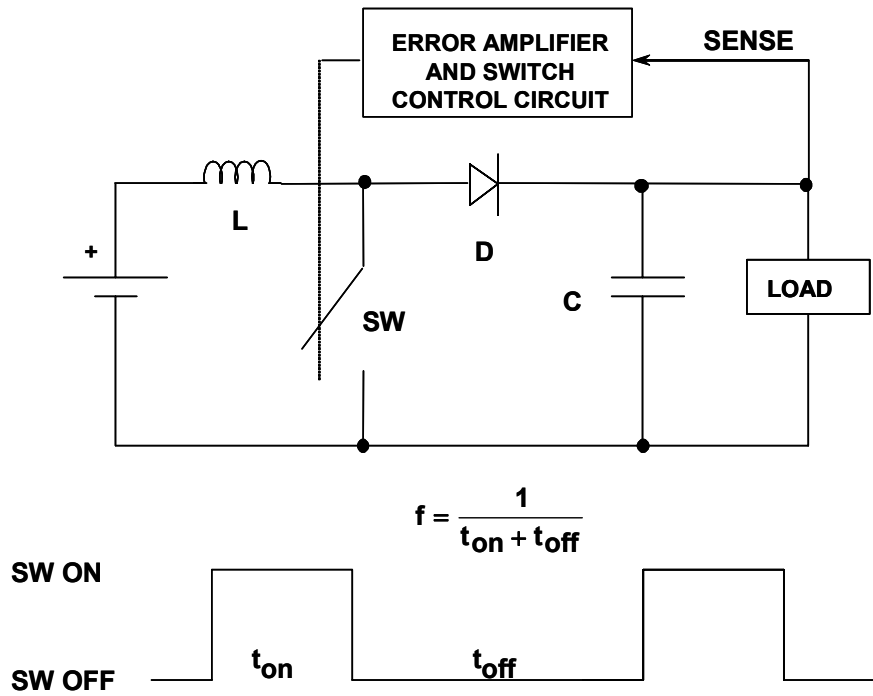 ERROR AMPLIFIER
AND SWITCH
CONTROL CIRCUIT
SENSE
L
D
+
SW
C
LOAD
f = 1 / (ton + toff)
SW ON
ton
toff
SW OFF